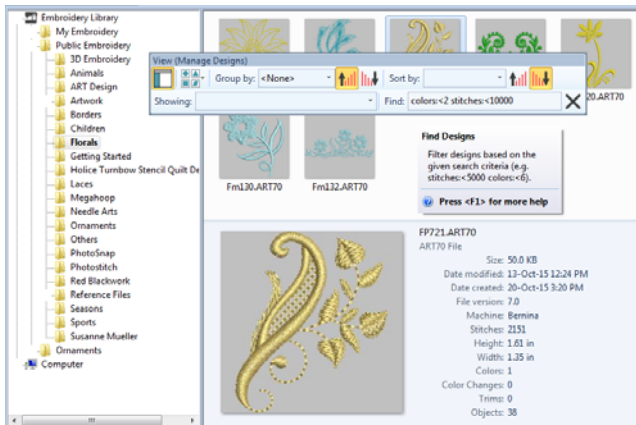 Embroidery Library
My Embroidery
Public Embroidery
3D Embroidery
Animals
ART Design
Artwork
Borders
Children
Florals
Getting Started
Holice Turnbow Stencil Quilt De
Laces
Megahoop
Needle Arts
Ornaments
Others
PhotoSnap
Photostitch
Red Blackwork
Reference Files
Seasons
Sports
Susanne Mueller
Ornaments
Computer
View (Manage Designs)
Group by: <None>
Sort by:
Showing:
Find: colors:<2 stitches:<10000
20.ART70
Find Designs
Filter designs based on the
given search criteria (e.g.
stitches:<5000 colors:<6).
Press <F1> for more help
Fm130.ART70
Fm132.ART70
FP721.ART70
ART70 File
Size: 50.0 KB
Date modified: 13-Oct-15 12:24 PM
Date created: 20-Oct-15 3:20 PM
File version: 7.0
Machine: Bernina
Stitches: 2151
Height: 1.61 in
Width: 1.35 in
Colors: 1
Color Changes: 0
Trims: 0
Objects: 38